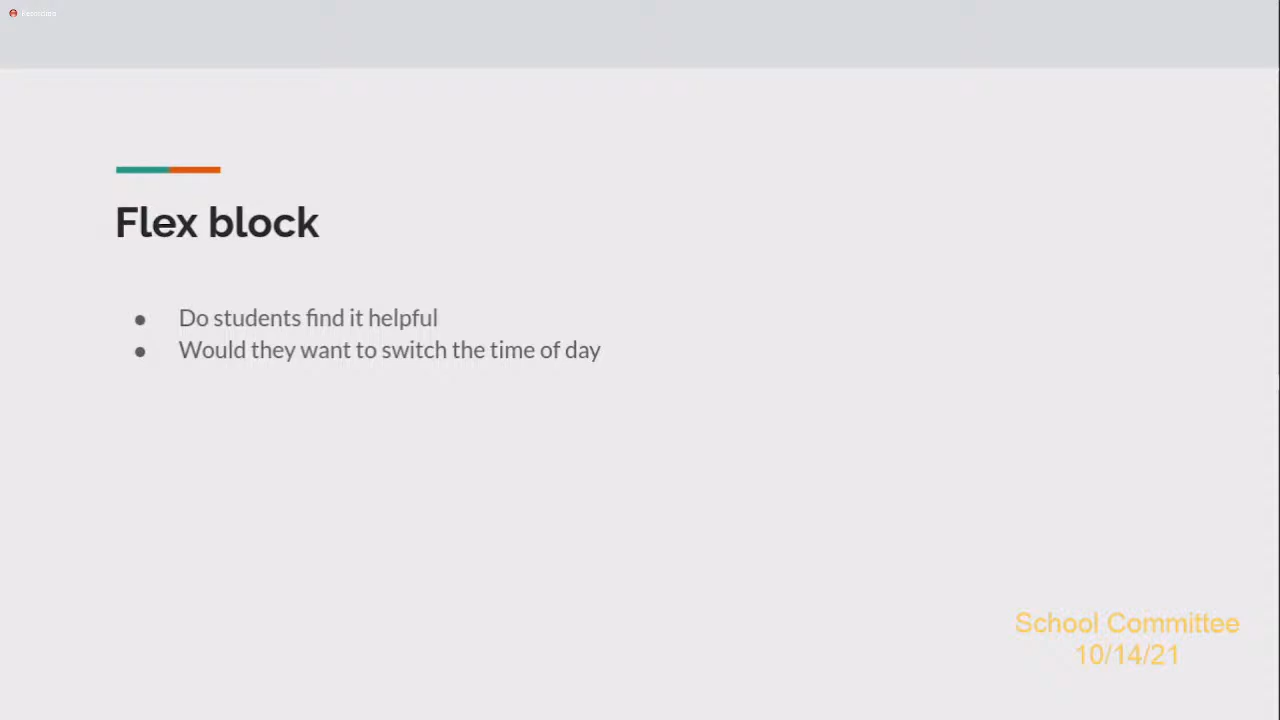 Recording
Flex block
● Do students find it helpful
● Would they want to switch the time of day
School Committee
10/14/21